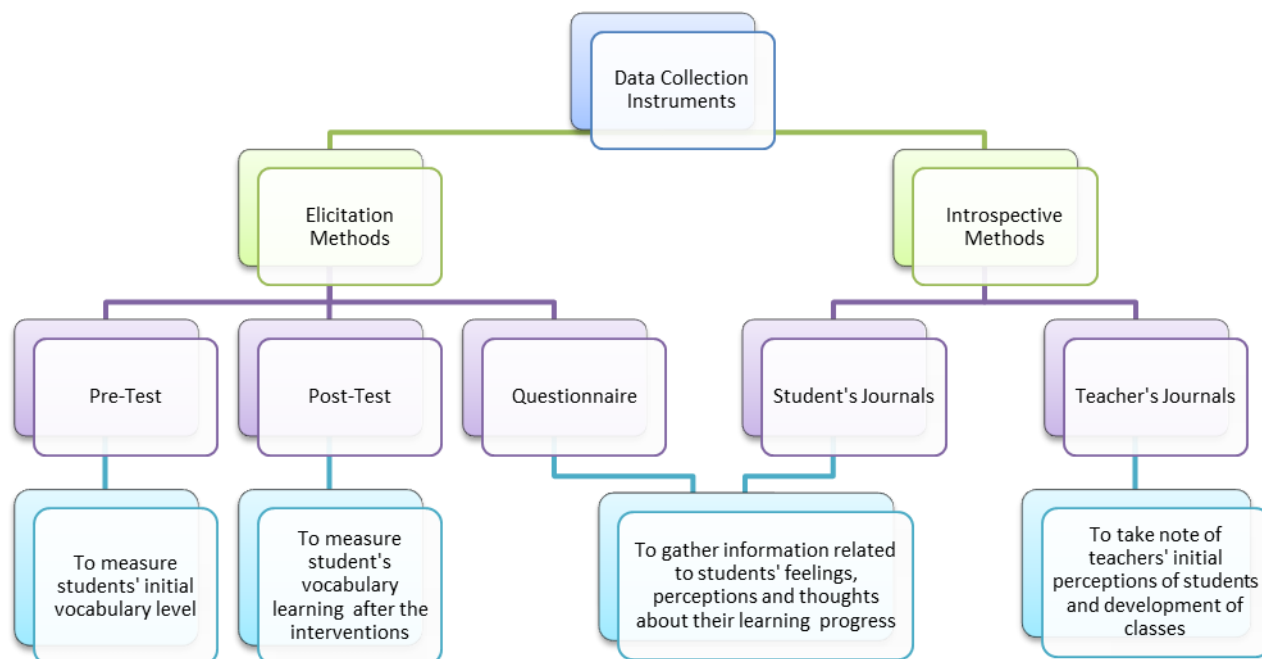 Data Collection
Instruments
Elicitation
Methods
Introspective
Methods
Pre-Test
Post-Test
Questionnaire
Student's Journals
Teacher's Journals
To measure
students' initial
vocabulary level
To measure
student's
vocabulary
learning after the
interventions
To gather information related
to students' feelings,
perceptions and thoughts
about their learning progress
To take note of
teachers' initial
perceptions of students
and development of
classes